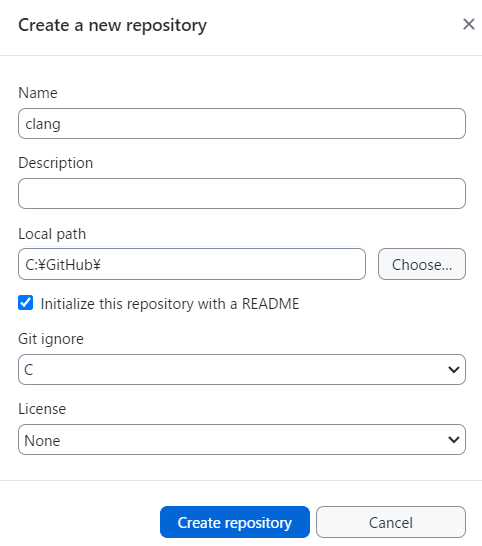 Create a new repository
Name
clang
Description
Local path
C:¥GitHub¥
Choose...
Initialize this repository with a README
Git ignore
C
License
None
Create repository
Cancel